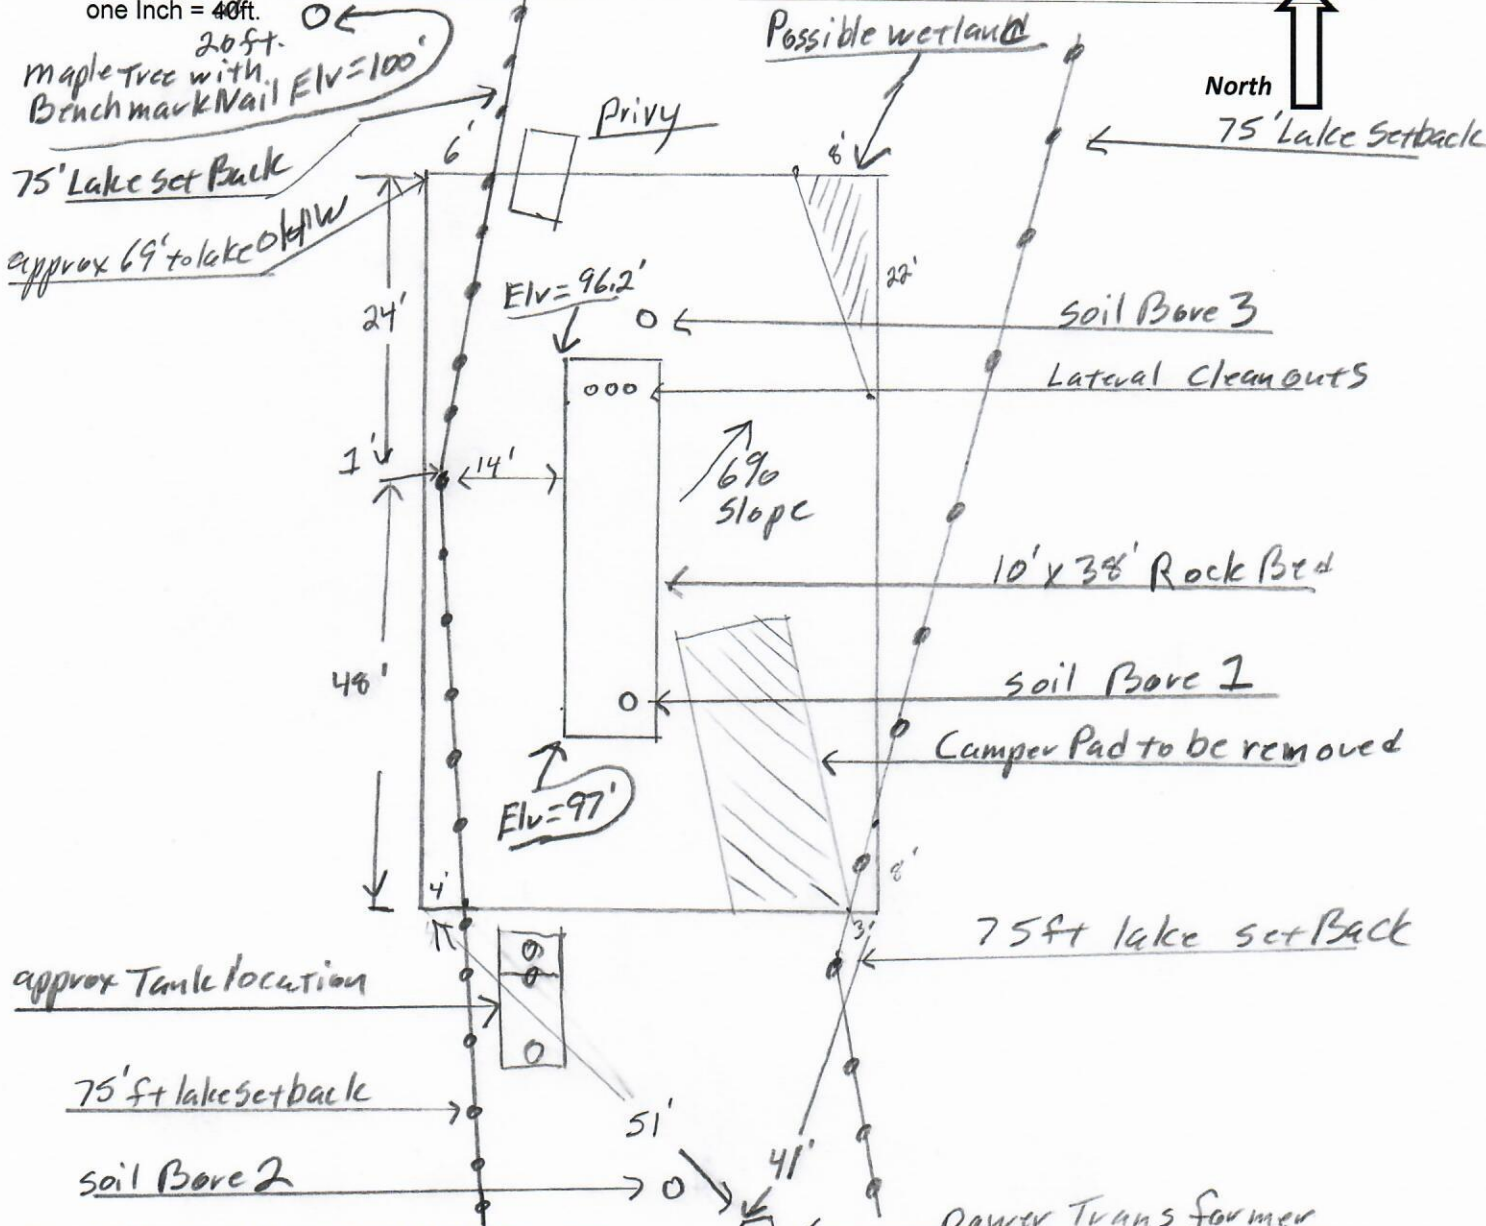 one Inch = 40ft.
20ft.
maple Tree with
Benchmark Nail Elv=100'
75' Lake set Back
approx 69' to lake OHW
Possible wetland
North
75' Lake Setback
Privy
6'
8'
24'
Elv=96.2'
22'
soil Bore 3
Lateral Cleanouts
1'
14'
6%
slope
10' x 38' Rock Bed
48'
soil Bore 1
Camper Pad to be removed
Elv=97'
4'
8'
3'
75ft lake setBack
approx Tank location
75'ft lake setback
51'
41'
soil Bore 2
power Transformer